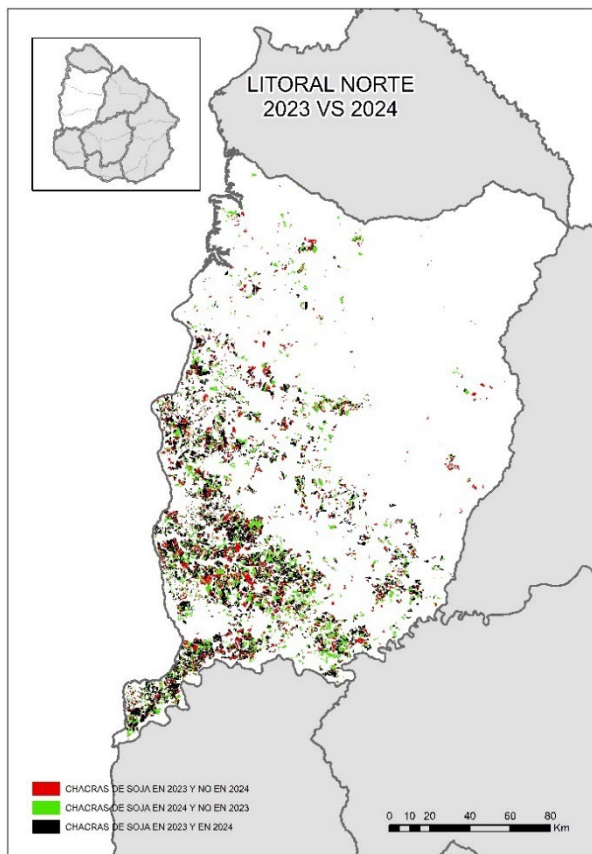 LITORAL NORTE
2023 VS 2024
CHACRAS DE SOJA EN 2023 Y NO EN 2024
CHACRAS DE SOJA EN 2024 Y NO EN 2023
CHACRAS DE SOJA EN 2023 Y EN 2024
0 10 20 40 60 80
Km